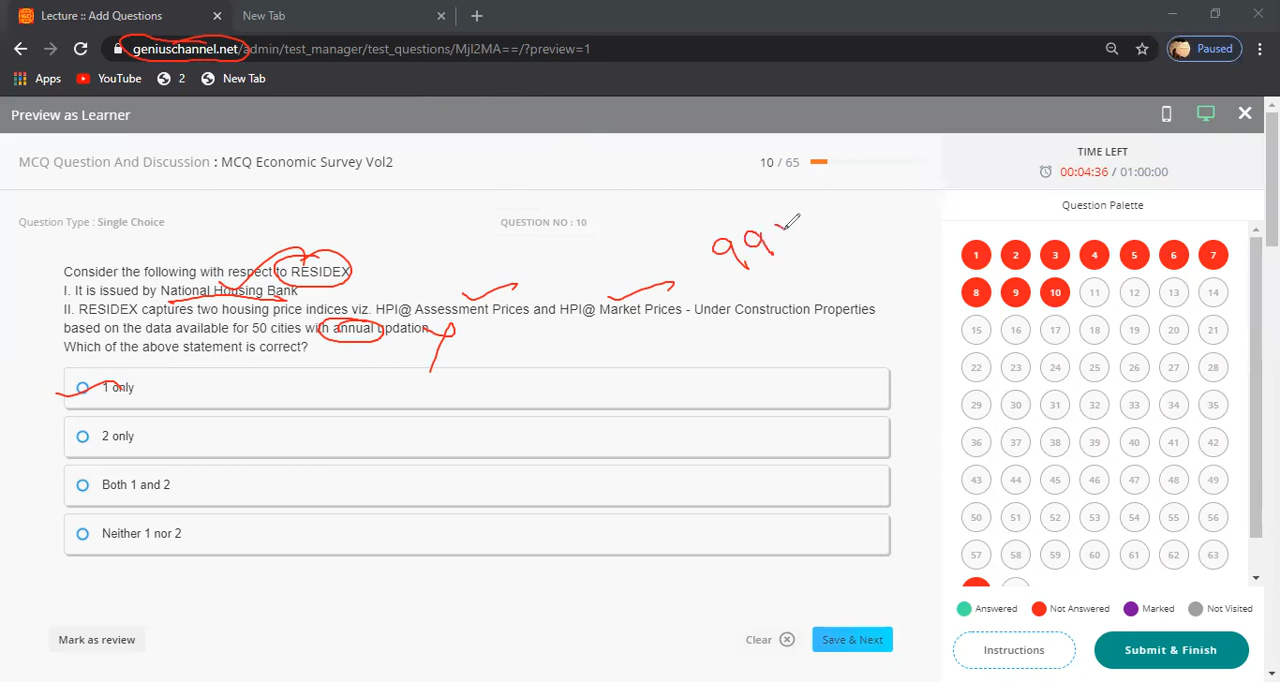 Lecture :: Add Questions
New Tab
geniuschannel.net/admin/test_manager/test_questions/MjI2MA==/?preview=1
Paused
Apps
YouTube
2
New Tab
Preview as Learner
MCQ Question And Discussion : MCQ Economic Survey Vol2
10 / 65
TIME LEFT
00:04:36 / 01:00:00
Question Type : Single Choice
QUESTION NO : 10
Question Palette
Consider the following with respect to RESIDEX
I. It is issued by National Housing Bank
II. RESIDEX captures two housing price indices viz. HPI@ Assessment Prices and HPI@ Market Prices - Under Construction Properties
based on the data available for 50 cities with annual updation
Which of the above statement is correct?
1 only
2 only
Both 1 and 2
Neither 1 nor 2
1 2 3 4 5 6 7
8 9 10 11 12 13 14
15 16 17 18 19 20 21
22 23 24 25 26 27 28
29 30 31 32 33 34 35
36 37 38 39 40 41 42
43 44 45 46 47 48 49
50 51 52 53 54 55 56
57 58 59 60 61 62 63
Answered Not Answered Marked Not Visited
Mark as review
Clear
Save & Next
Instructions
Submit & Finish